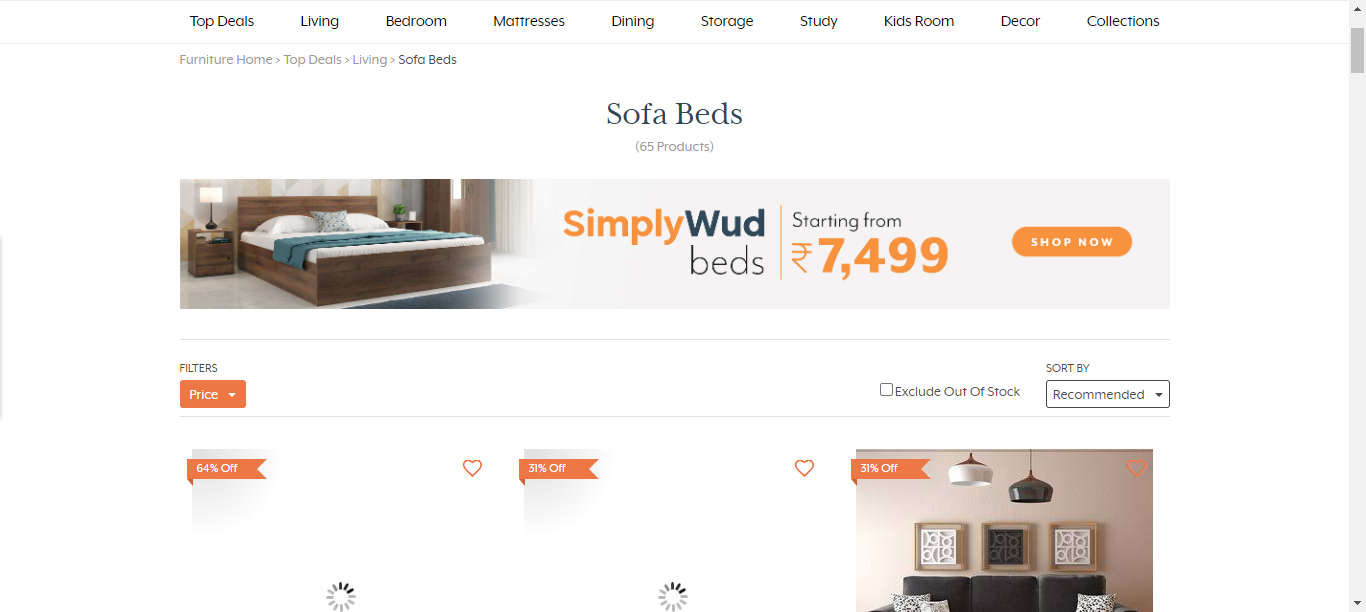 Top Deals Living Bedroom Mattresses Dining Storage Study Kids Room Decor Collections
Furniture Home > Top Deals > Living > Sofa Beds
Sofa Beds
(65 Products)
SimplyWud
beds
Starting from
₹7,499
SHOP NOW
FILTERS
Price
Exclude Out Of Stock
SORT BY
Recommended
64% Off
31% Off
31% Off